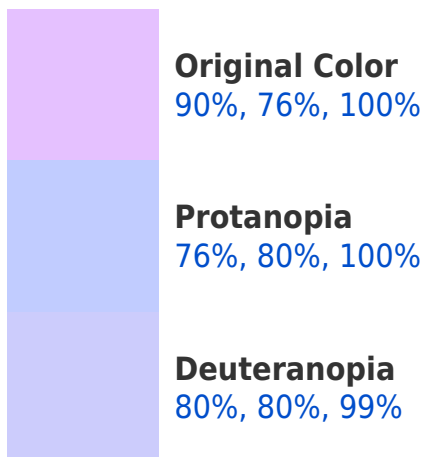 Original Color
90%, 76%, 100%
Protanopia
76%, 80%, 100%
Deuteranopia
80%, 80%, 99%